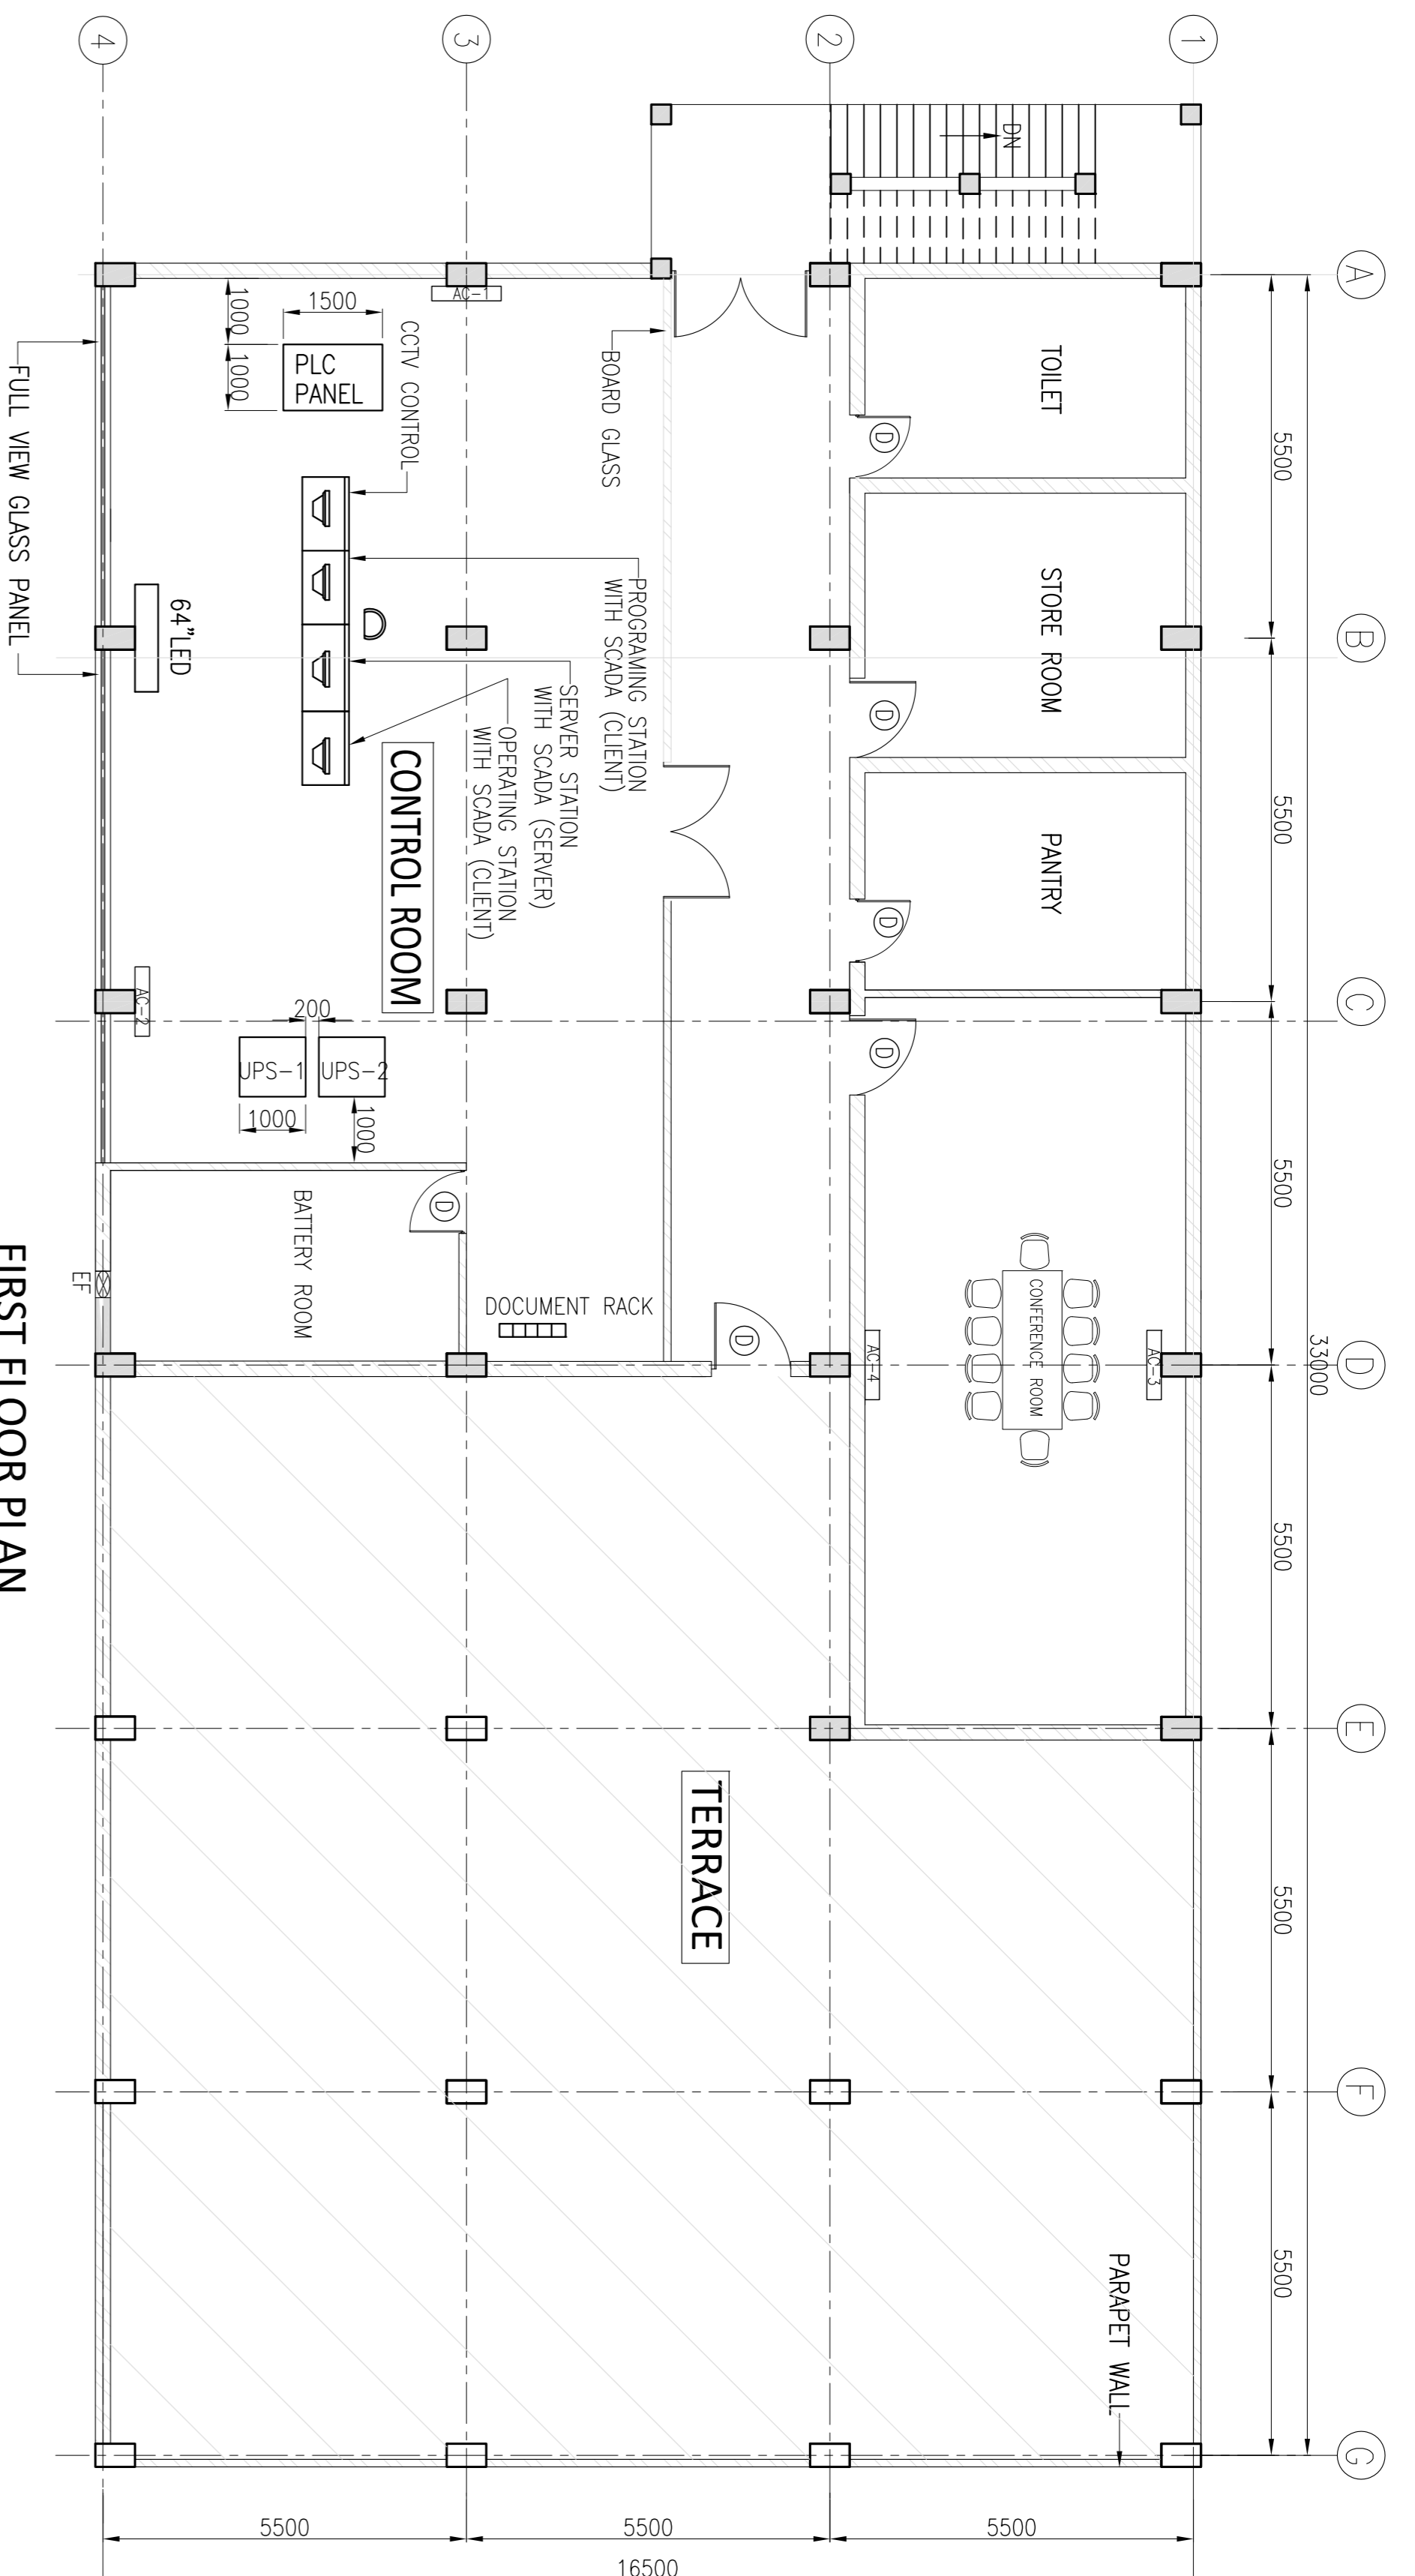 A
B
C
D
E
F
G
33000
5500
5500
5500
5500
5500
5500
1
2
3
4
5500
5500
5500
16500
DN
TOILET
STORE ROOM
PANTRY
CONFERENCE ROOM
AC-3
AC-4
D
D
D
D
D
D
BOARD GLASS
PROGRAMING STATION
WITH SCADA (CLIENT)
SERVER STATION
WITH SCADA (SERVER)
OPERATING STATION
WITH SCADA (CLIENT)
CCTV CONTROL
AC-1
1500
1000
1000
PLC
PANEL
CONTROL ROOM
64"LED
AC-2
200
UPS-1
UPS-2
1000
1000
BATTERY ROOM
DOCUMENT RACK
EF
FULL VIEW GLASS PANEL
TERRACE
PARAPET WALL
FIRST FLOOR PLAN